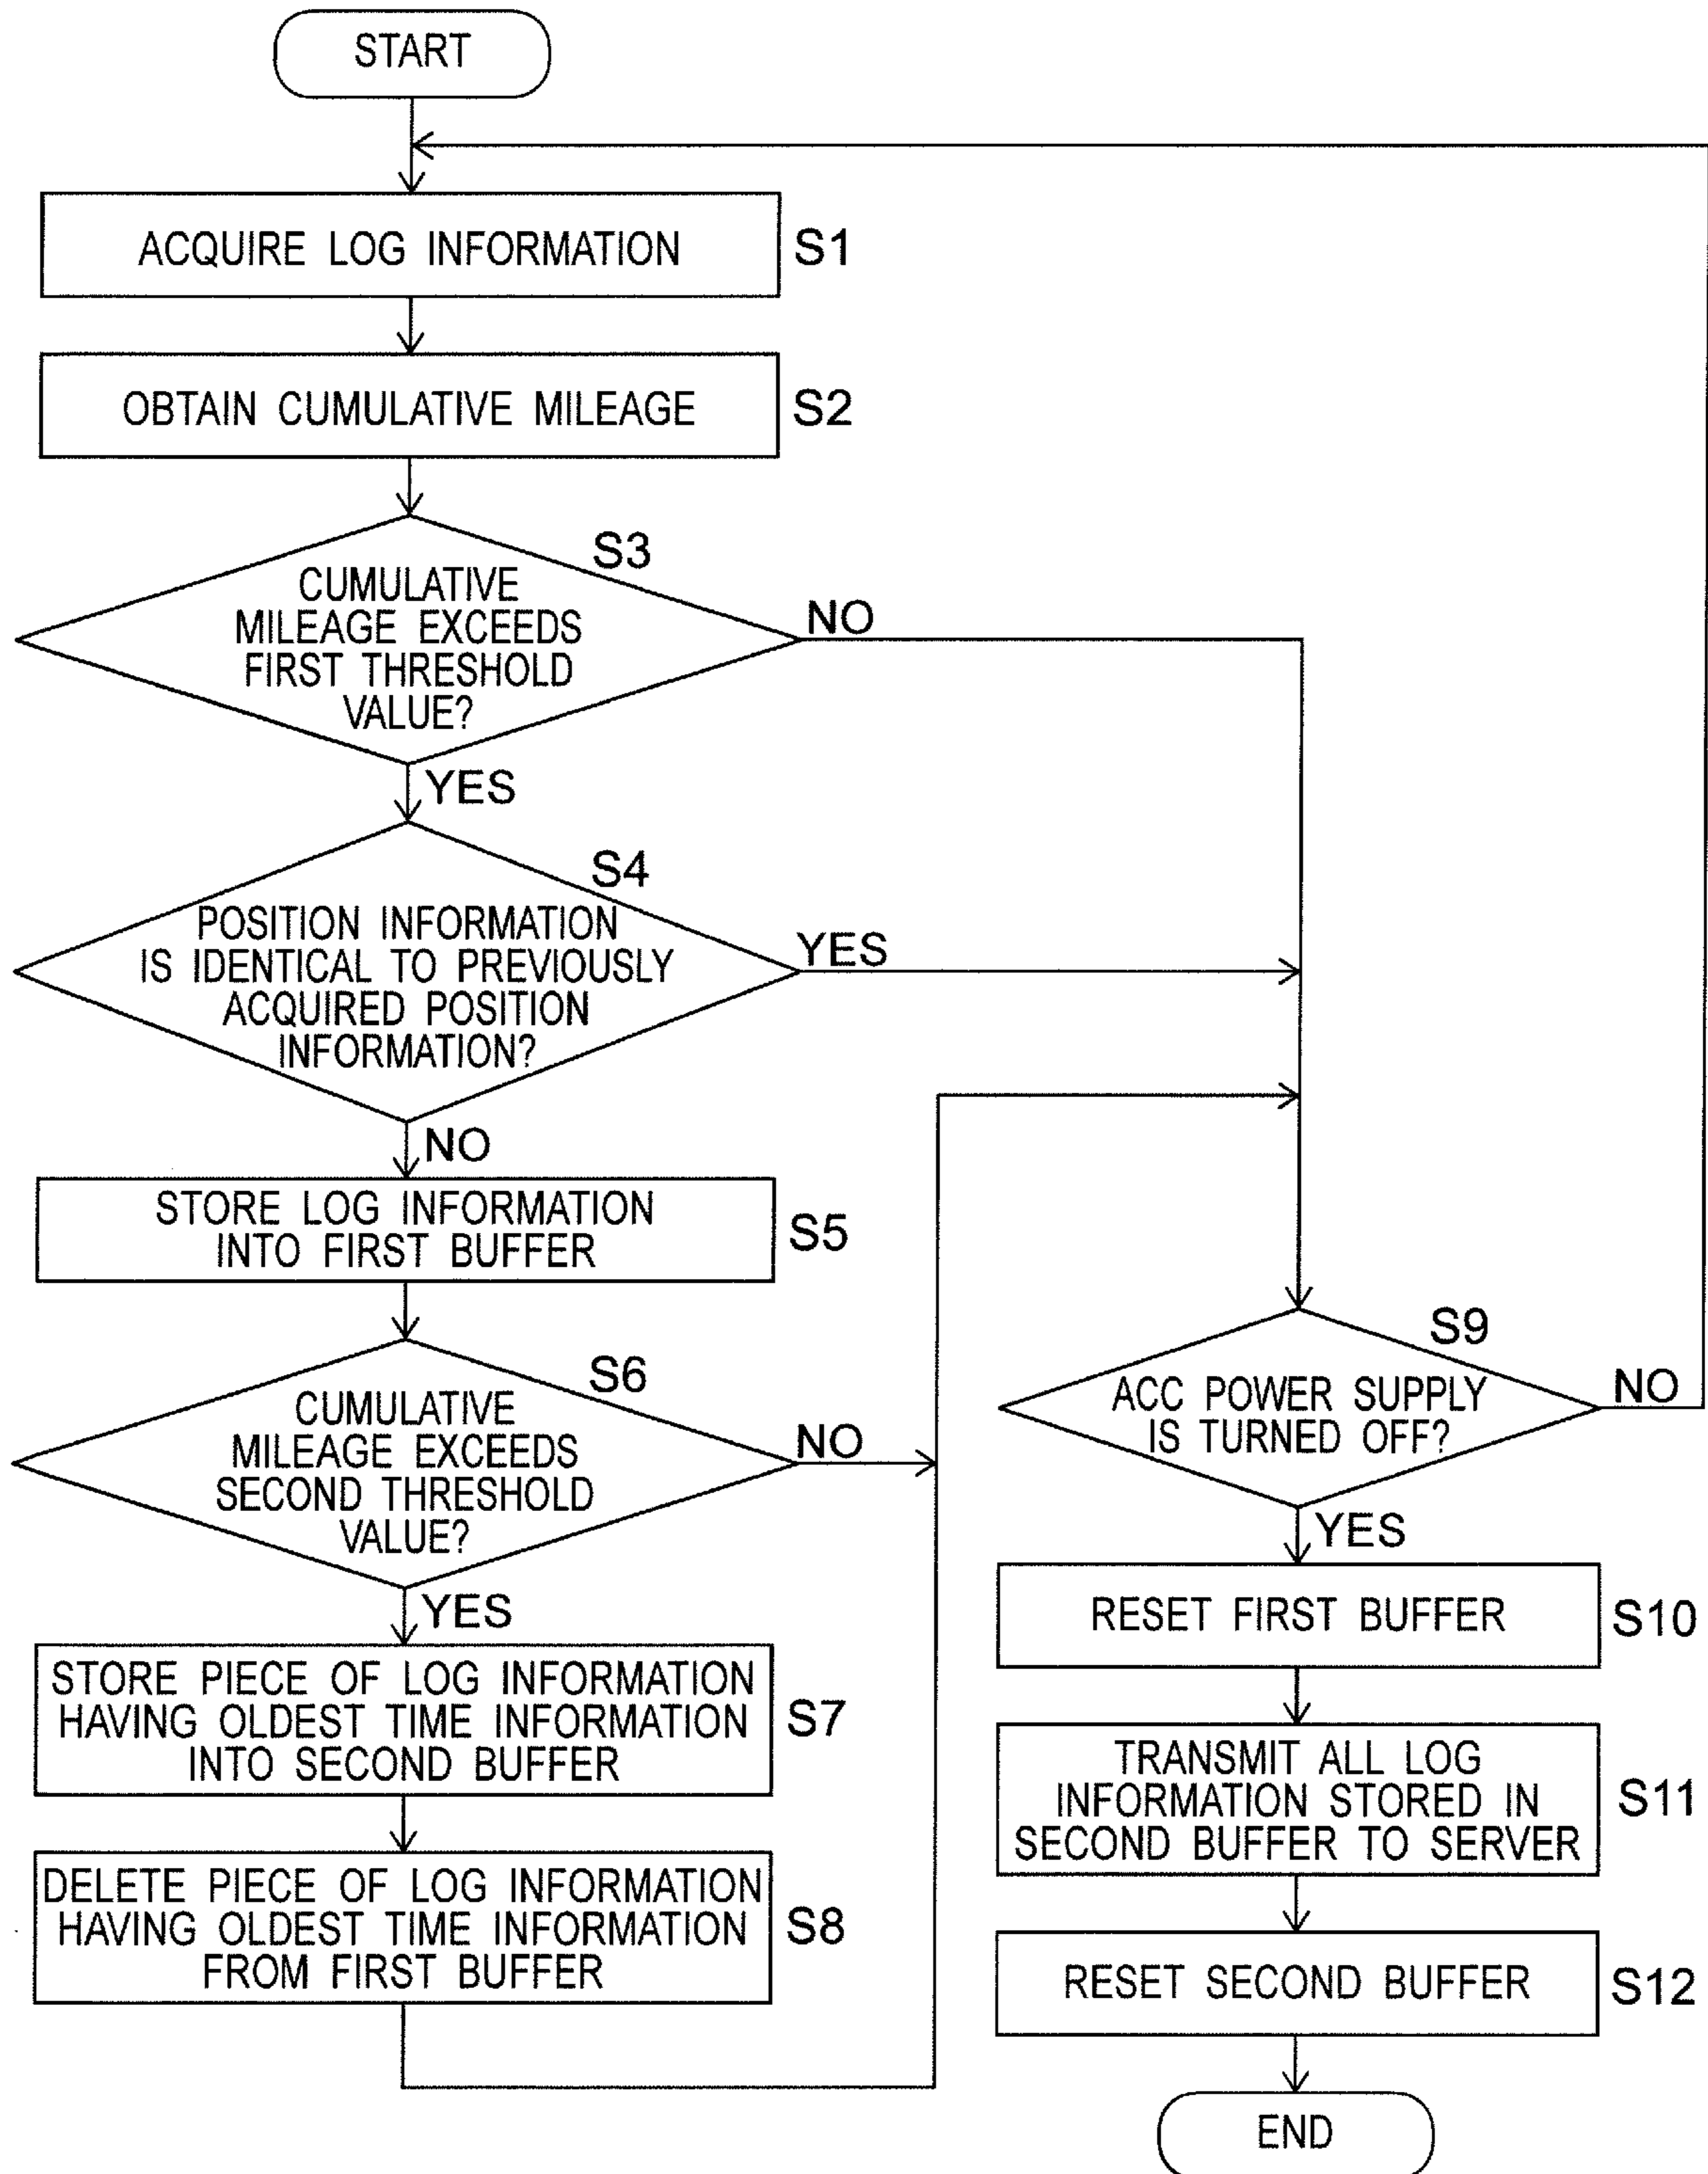 START
ACQUIRE LOG INFORMATION
S1
OBTAIN CUMULATIVE MILEAGE
S2
S3
CUMULATIVE
MILEAGE EXCEEDS
FIRST THRESHOLD
VALUE?
NO
YES
S4
POSITION INFORMATION
IS IDENTICAL TO PREVIOUSLY
ACQUIRED POSITION
INFORMATION?
YES
NO
STORE LOG INFORMATION
INTO FIRST BUFFER
S5
S6
CUMULATIVE
MILEAGE EXCEEDS
SECOND THRESHOLD
VALUE?
NO
YES
STORE PIECE OF LOG INFORMATION
HAVING OLDEST TIME INFORMATION
INTO SECOND BUFFER
S7
DELETE PIECE OF LOG INFORMATION
HAVING OLDEST TIME INFORMATION
FROM FIRST BUFFER
S8
S9
ACC POWER SUPPLY
IS TURNED OFF?
NO
YES
RESET FIRST BUFFER
S10
TRANSMIT ALL LOG
INFORMATION STORED IN
SECOND BUFFER TO SERVER
S11
RESET SECOND BUFFER
S12
END